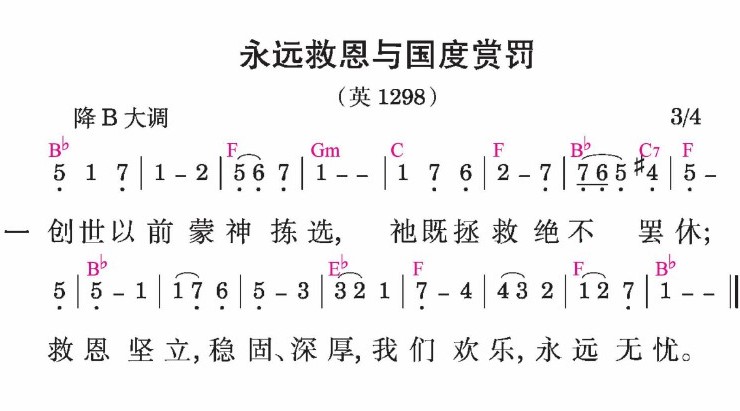 永远救恩与国度赏罚
（英 1298）
降 B 大调 3/4
B♭ F Gm C F B♭ C7 F
5̣ 1 7̣ | 1 - 2 | 5̣ 6̣ 7̣ | 1 - - | 1 7̣ 6̣ | 2 - 7̣ | 7̣ 6̣ 5̣ ♯4̣ | 5̣ -
一 创世以前蒙神拣选, 祂既拯救绝不罢休;
B♭ E♭ F F B♭
5̣ | 5̣ - 1 | 1 7̣ 6̣ | 5̣ - 3 | 3 2 1 | 7̣ - 4 | 4 3 2 | 1 2 7̣ | 1 - - ‖
救恩坚立,稳固、深厚,我们欢乐,永远无忧。